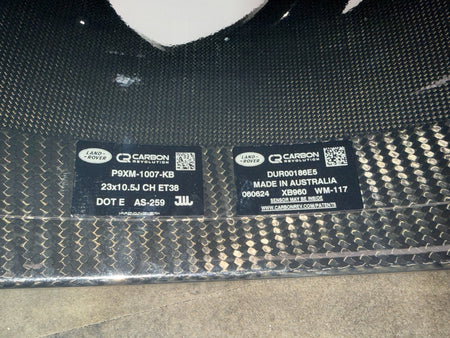 LAND-
ROVER
CARBON
REVOLUTION
P9XM-1007-KB
23x10.5J CH ET38
DOT E AS-259 JWL
LAND-
ROVER
CARBON
REVOLUTION
DUR00186E5
MADE IN AUSTRALIA
060624 XB960 WM-117
SENSOR MAY BE INSIDE
WWW.CARBONREV.COM/PATENTS